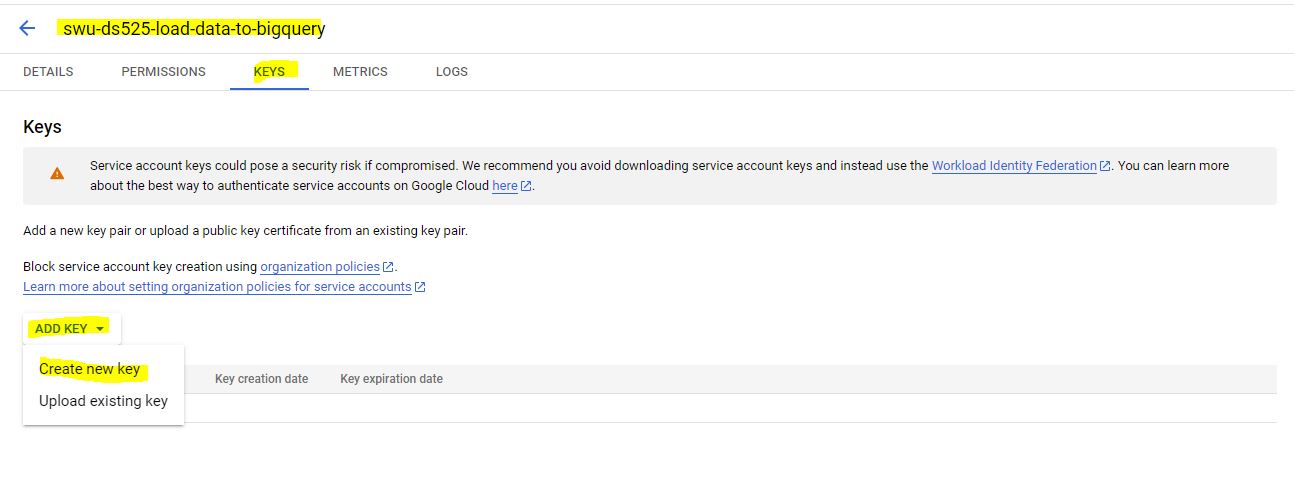 swu-ds525-load-data-to-bigquery
DETAILS PERMISSIONS KEYS METRICS LOGS
Keys
Service account keys could pose a security risk if compromised. We recommend you avoid downloading service account keys and instead use the Workload Identity Federation. You can learn more
about the best way to authenticate service accounts on Google Cloud here.
Add a new key pair or upload a public key certificate from an existing key pair.
Block service account key creation using organization policies.
Learn more about setting organization policies for service accounts
ADD KEY
Create new key
Key creation date Key expiration date
Upload existing key